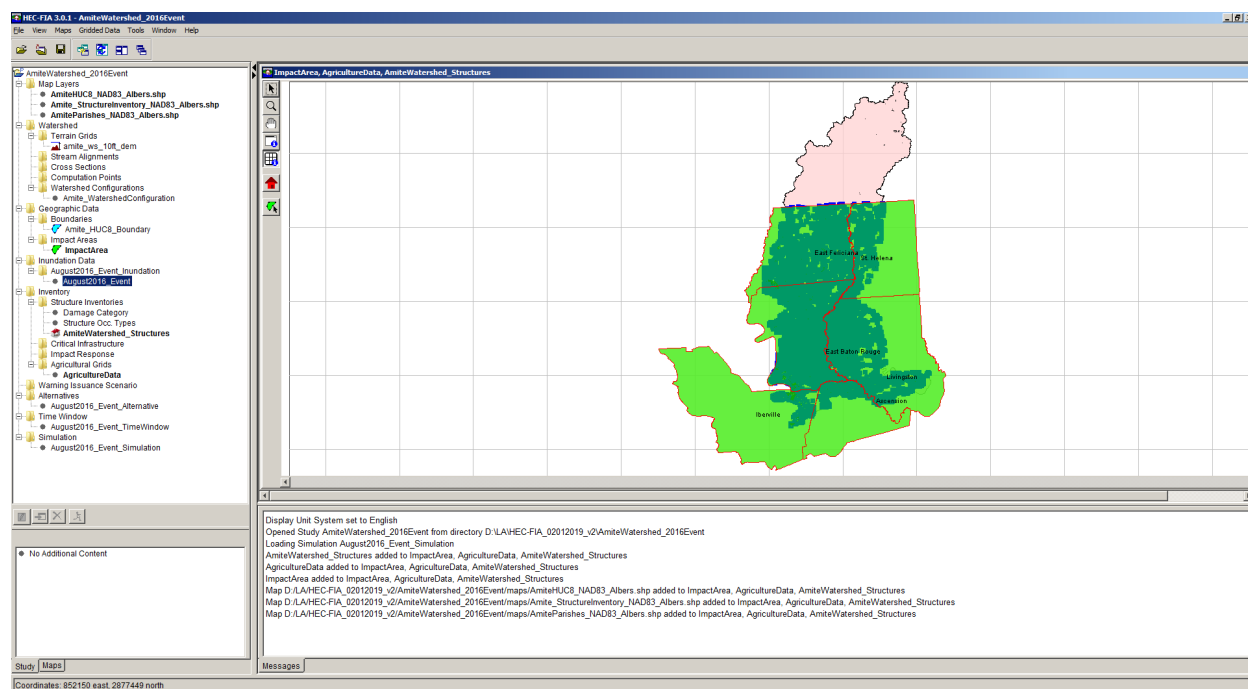 HEC-FIA 3.0.1 - AmiteWatershed_2016Event
File View Maps Gridded Data Tools Window Help
AmiteWatershed_2016Event
Map Layers
AmiteHUC8_NAD83_Albers.shp
Amite_StructureInventory_NAD83_Albers.shp
AmiteParishes_NAD83_Albers.shp
Watershed
Terrain Grids
amite_ws_10ft_dem
Stream Alignments
Cross Sections
Computation Points
Watershed Configurations
Amite_WatershedConfiguration
Geographic Data
Boundaries
Amite_HUC8_Boundary
Impact Areas
ImpactArea
Inundation Data
August2016_Event_Inundation
August2016_Event
Inventory
Structure Inventories
Damage Category
Structure Occ. Types
AmiteWatershed_Structures
Critical Infrastructure
Impact Response
Agricultural Grids
AgricultureData
Warning Issuance Scenario
Alternatives
August2016_Event_Alternative
Time Window
August2016_Event_TimeWindow
Simulation
August2016_Event_Simulation
No Additional Content
Study Maps
ImpactArea, AgricultureData, AmiteWatershed_Structures
East Feliciana
St. Helena
East Baton Rouge
Livingston
Ascension
Iberville
Display Unit System set to English
Opened Study AmiteWatershed_2016Event from directory D:\LA\HEC-FIA_02012019_v2\AmiteWatershed_2016Event
Loading Simulation August2016_Event_Simulation
AmiteWatershed_Structures added to ImpactArea, AgricultureData, AmiteWatershed_Structures
AgricultureData added to ImpactArea, AgricultureData, AmiteWatershed_Structures
ImpactArea added to ImpactArea, AgricultureData, AmiteWatershed_Structures
Map D:/LA/HEC-FIA_02012019_v2/AmiteWatershed_2016Event/maps/AmiteHUC8_NAD83_Albers.shp added to ImpactArea, AgricultureData, AmiteWatershed_Structures
Map D:/LA/HEC-FIA_02012019_v2/AmiteWatershed_2016Event/maps/Amite_StructureInventory_NAD83_Albers.shp added to ImpactArea, AgricultureData, AmiteWatershed_Structures
Map D:/LA/HEC-FIA_02012019_v2/AmiteWatershed_2016Event/maps/AmiteParishes_NAD83_Albers.shp added to ImpactArea, AgricultureData, AmiteWatershed_Structures
Messages
Coordinates: 852150 east, 2877449 north